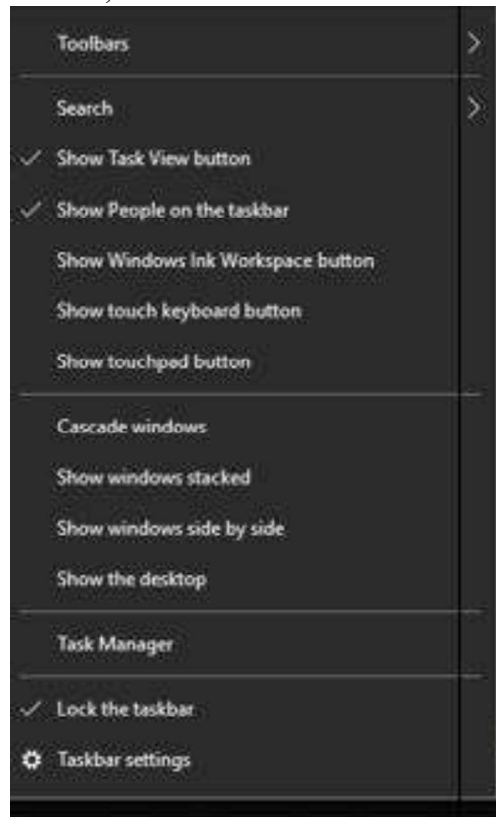 Toolbars
Search
Show Task View button
Show People on the taskbar
Show Windows Ink Workspace button
Show touch keyboard button
Show touchpad button
Cascade windows
Show windows stacked
Show windows side by side
Show the desktop
Task Manager
Lock the taskbar
Taskbar settings